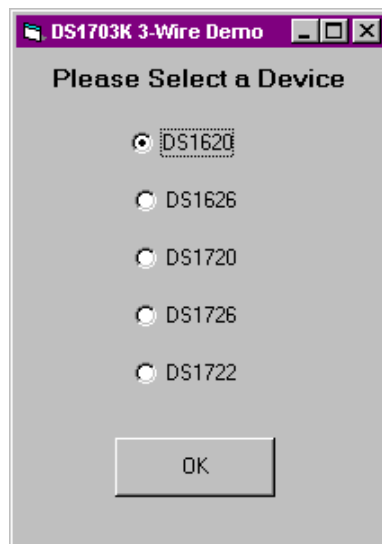 DS1703K 3-Wire Demo
Please Select a Device
DS1620
DS1626
DS1720
DS1726
DS1722
OK